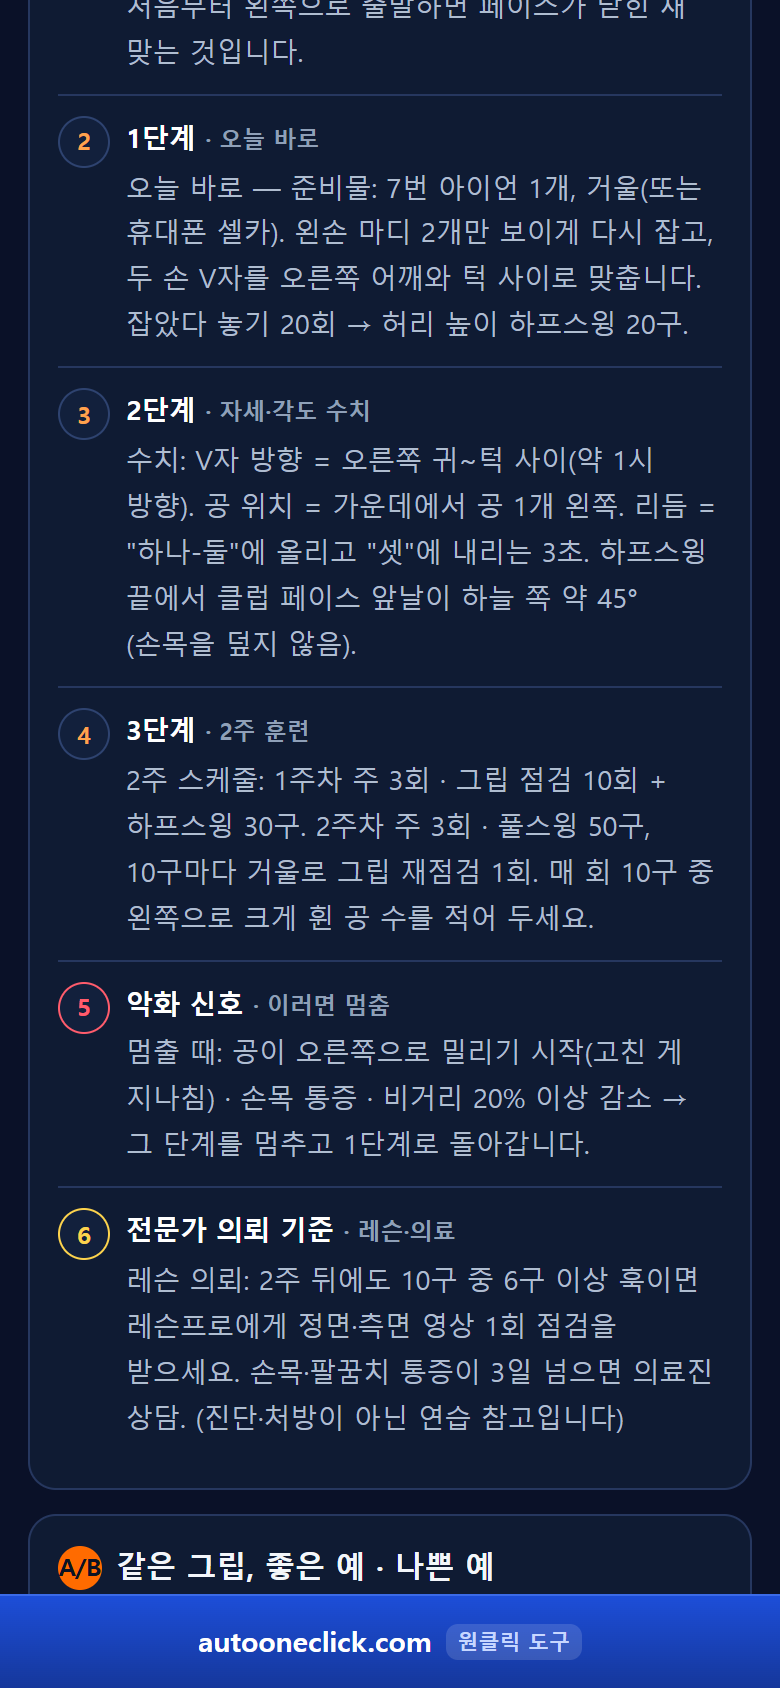 처음부터 왼쪽으로 출발하면 페이스가 닫힌 채
맞는 것입니다.
2 1단계 · 오늘 바로
오늘 바로 — 준비물: 7번 아이언 1개, 거울(또는
휴대폰 셀카). 왼손 마디 2개만 보이게 다시 잡고,
두 손 V자를 오른쪽 어깨와 턱 사이로 맞춥니다.
잡았다 놓기 20회 → 허리 높이 하프스윙 20구.
3 2단계 · 자세·각도 수치
수치: V자 방향 = 오른쪽 귀~턱 사이(약 1시
방향). 공 위치 = 가운데에서 공 1개 왼쪽. 리듬 =
"하나-둘"에 올리고 "셋"에 내리는 3초. 하프스윙
끝에서 클럽 페이스 앞날이 하늘 쪽 약 45°
(손목을 덮지 않음).
4 3단계 · 2주 훈련
2주 스케줄: 1주차 주 3회 · 그립 점검 10회 +
하프스윙 30구. 2주차 주 3회 · 풀스윙 50구,
10구마다 거울로 그립 재점검 1회. 매 회 10구 중
왼쪽으로 크게 휜 공 수를 적어 두세요.
5 악화 신호 · 이러면 멈춤
멈출 때: 공이 오른쪽으로 밀리기 시작(고친 게
지나침) · 손목 통증 · 비거리 20% 이상 감소 →
그 단계를 멈추고 1단계로 돌아갑니다.
6 전문가 의뢰 기준 · 레슨·의료
레슨 의뢰: 2주 뒤에도 10구 중 6구 이상 훅이면
레슨프로에게 정면·측면 영상 1회 점검을
받으세요. 손목·팔꿈치 통증이 3일 넘으면 의료진
상담. (진단·처방이 아닌 연습 참고입니다)
A/B 같은 그립, 좋은 예 · 나쁜 예
autooneclick.com 원클릭 도구